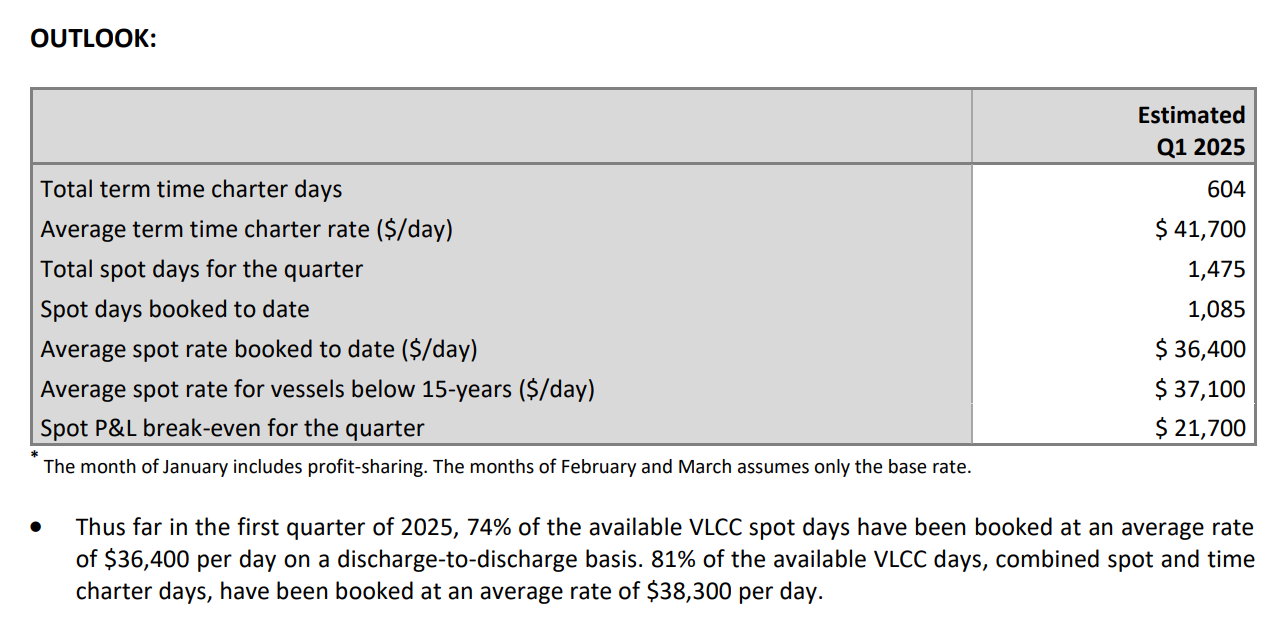 OUTLOOK:
Estimated
Q1 2025
Total term time charter days 604
Average term time charter rate ($/day) $ 41,700
Total spot days for the quarter 1,475
Spot days booked to date 1,085
Average spot rate booked to date ($/day) $ 36,400
Average spot rate for vessels below 15-years ($/day) $ 37,100
Spot P&L break-even for the quarter $ 21,700
* The month of January includes profit-sharing. The months of February and March assumes only the base rate.
• Thus far in the first quarter of 2025, 74% of the available VLCC spot days have been booked at an average rate
of $36,400 per day on a discharge-to-discharge basis. 81% of the available VLCC days, combined spot and time
charter days, have been booked at an average rate of $38,300 per day.